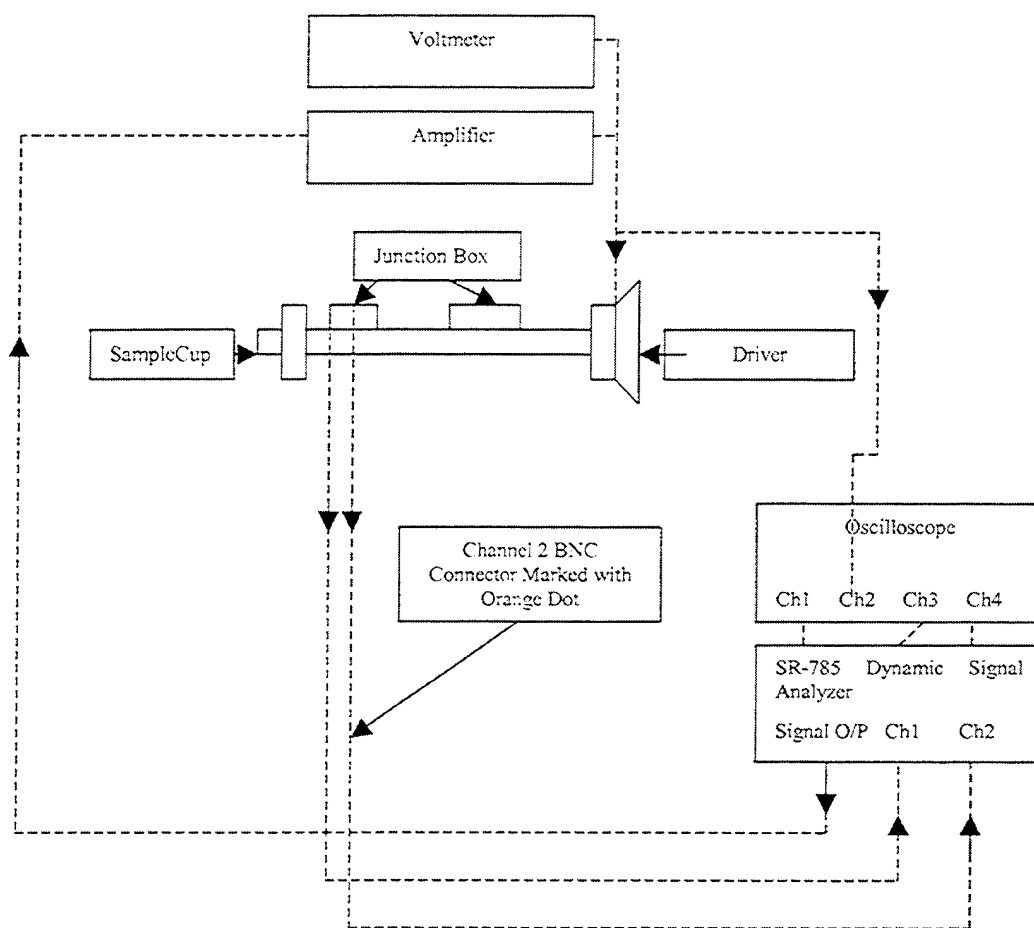 Voltmeter
Amplifier
Junction Box
SampleCup
Driver
Oscilloscope
Channel 2 BNC
Connector Marked with
Orange Dot
Ch1 Ch2 Ch3 Ch4
SR-785 Dynamic Signal
Analyzer
Signal O/P Ch1 Ch2